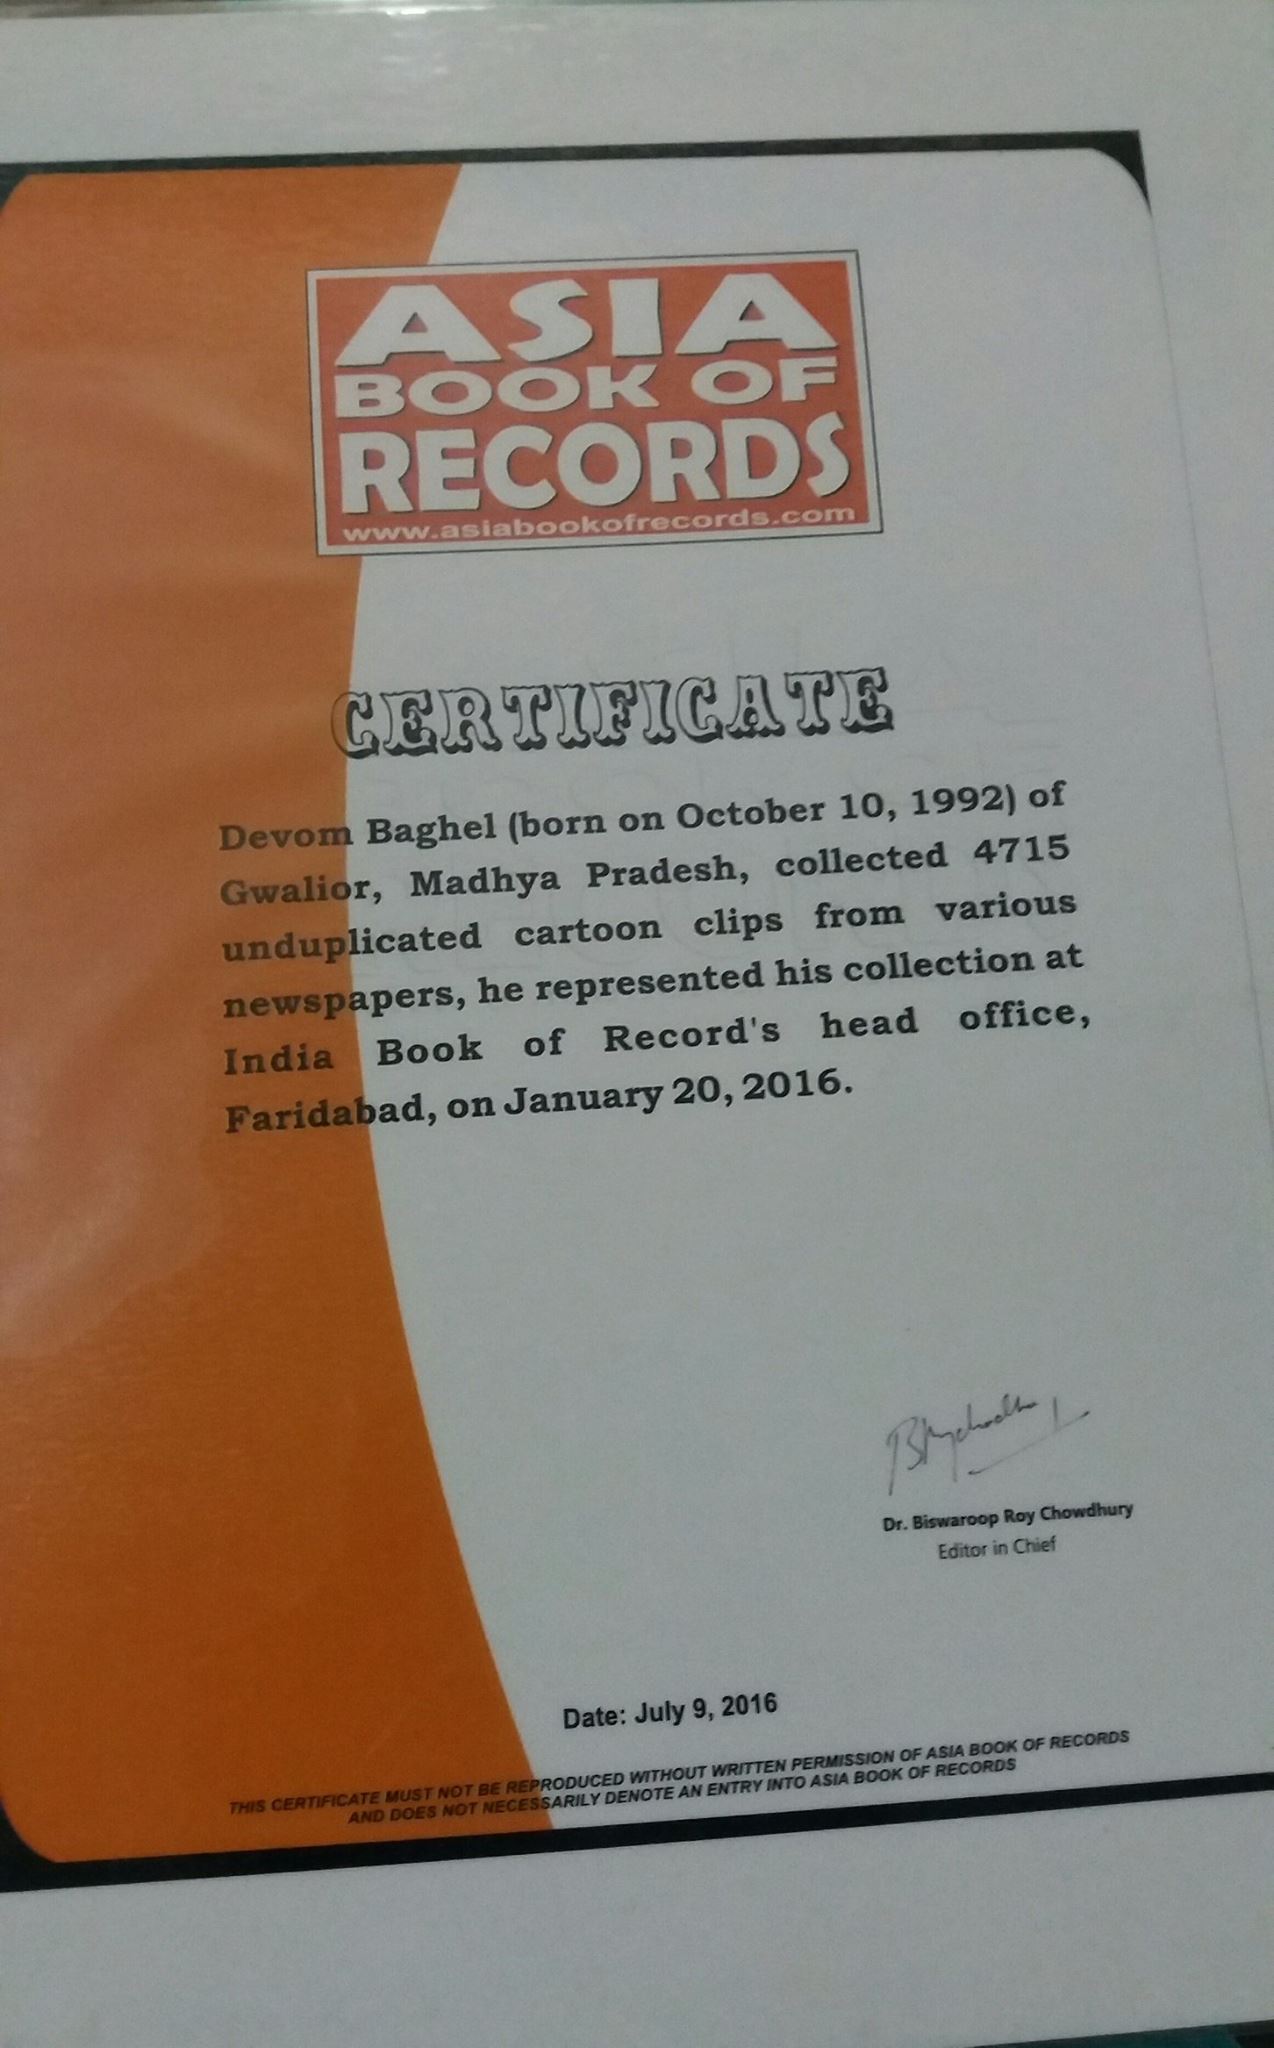 ASIA
BOOK OF
RECORDS
www.asiabookofrecords.com
CERTIFICATE
Devom Baghel (born on October 10, 1992) of
Gwalior, Madhya Pradesh, collected 4715
unduplicated cartoon clips from various
newspapers, he represented his collection at
India Book of Record's head office,
Faridabad, on January 20, 2016.
Dr. Biswaroop Roy Chowdhury
Editor in Chief
Date: July 9, 2016
THIS CERTIFICATE MUST NOT BE REPRODUCED WITHOUT WRITTEN PERMISSION OF ASIA BOOK OF RECORDS
AND DOES NOT NECESSARILY DENOTE AN ENTRY INTO ASIA BOOK OF RECORDS